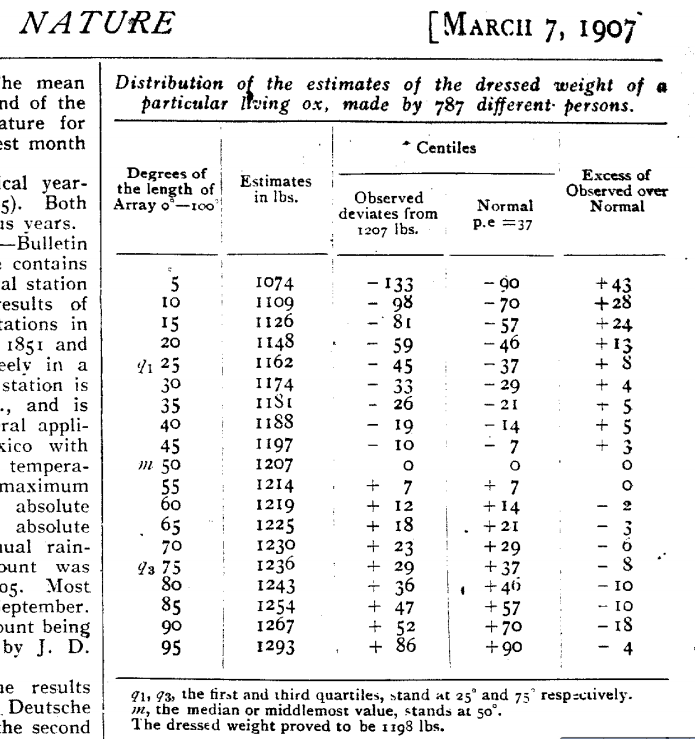 NATURE [MARCH 7, 1907
he mean
nd of the
ature for
est month
ical year-
5). Both
us years.
—Bulletin
e contains
al station
results of
tations in
1851 and
eely in a
station is
., and is
ral appli-
xico with
tempera-
maximum
absolute
absolute
nual rain-
ount was
05. Most
eptember.
ount being
by J. D.
e results
Deutsche
the second
Distribution of the estimates of the dressed weight of a
particular living ox, made by 787 different persons.
Degrees of
the length of
Array 0°—100°
Estimates
in lbs.
Centiles
Observed
deviates from
1207 lbs.
Normal
p.e = 37
Excess of
Observed over
Normal
5 1074 − 133 − 90 + 43
10 1109 − 98 − 70 + 28
15 1126 − 81 − 57 + 24
20 1148 − 59 − 46 + 13
q1 25 1162 − 45 − 37 + 8
30 1174 − 33 − 29 + 4
35 1181 − 26 − 21 + 5
40 1188 − 19 − 14 + 5
45 1197 − 10 − 7 + 3
m 50 1207 0 0 0
55 1214 + 7 + 7 0
60 1219 + 12 + 14 − 2
65 1225 + 18 + 21 − 3
70 1230 + 23 + 29 − 6
q3 75 1236 + 29 + 37 − 8
80 1243 + 36 + 46 − 10
85 1254 + 47 + 57 − 10
90 1267 + 52 + 70 − 18
95 1293 + 86 + 90 − 4
q1, q3, the first and third quartiles, stand at 25° and 75° respectively.
m, the median or middlemost value, stands at 50°.
The dressed weight proved to be 1198 lbs.